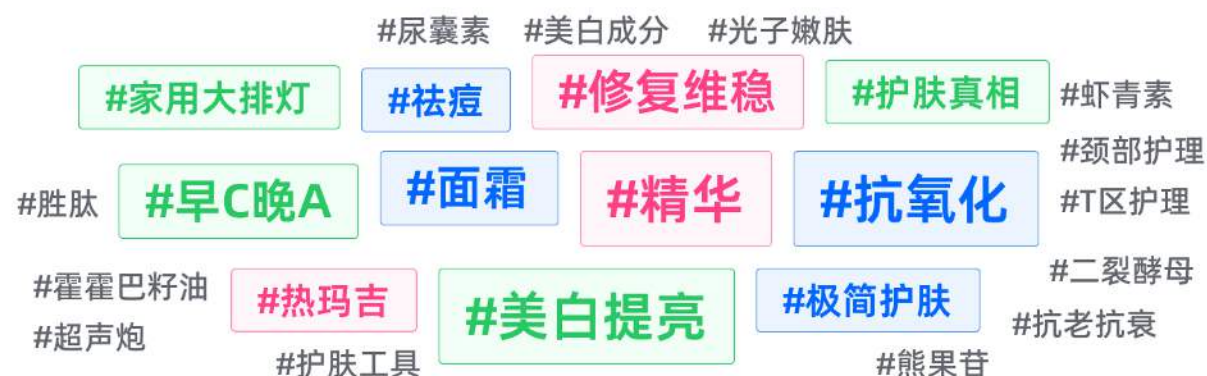 #尿囊素 #美白成分 #光子嫩肤
#家用大排灯 #祛痘 #修复维稳 #护肤真相 #虾青素
#颈部护理
#胜肽 #早C晚A #面霜 #精华 #抗氧化 #T区护理
#二裂酵母
#霍霍巴籽油 #热玛吉 #美白提亮 #极简护肤
#超声炮 #抗老抗衰
#护肤工具 #熊果苷